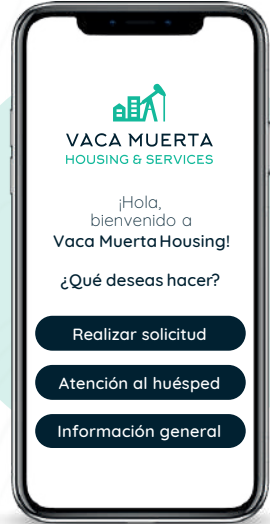 VACA MUERTA
HOUSING & SERVICES
¡Hola,
bienvenido a
Vaca Muerta Housing!
¿Qué deseas hacer?
Realizar solicitud
Atención al huésped
Información general